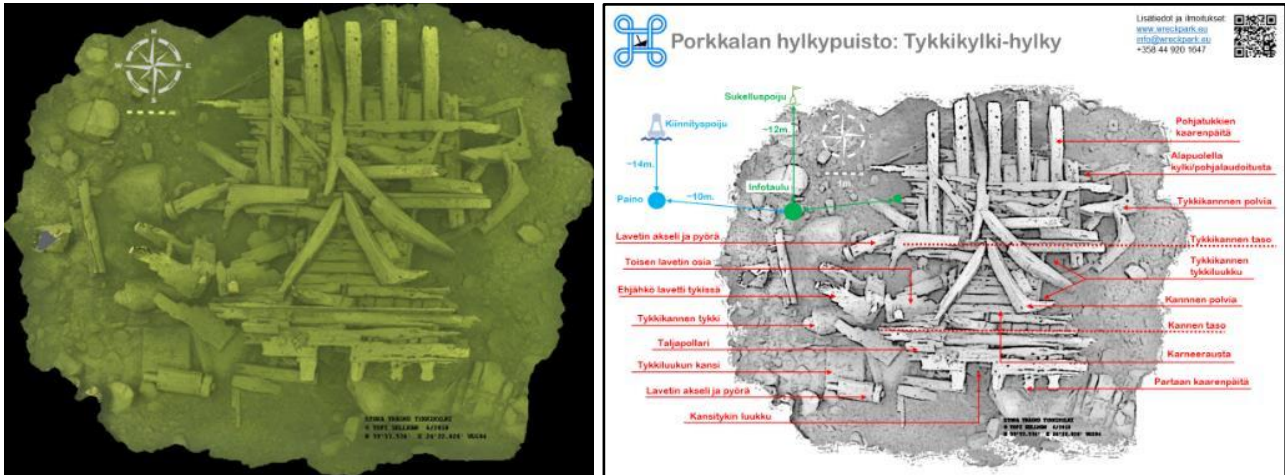 N
W
E
S
Porkkalan hylkypuisto: Tykkikylki-hylky
Lisätiedot ja ilmoitukset:
www.wreckpark.eu
info@wreckpark.eu
+358 44 920 1647
Sukelluspoiju
~12m.
Kiinnityspoiju
~14m.
Infotaulu
Paino
~10m.
1m
Lavetin akseli ja pyörä
Toisen lavetin osia
Ehjähkö lavetti tykissä
Tykkikannen tykki
Taljapollari
Tykkiluukun kansi
Lavetin akseli ja pyörä
Kansitykin luukku
Pohjatukkien
kaarenpäitä
Alapuolella
kylki/pohjalaudoitusta
Tykkikannnen polvia
Tykkikannen taso
Tykkikannen
tykkiluukku
Kannnen polvia
Kannen taso
Karneerausta
Partaan kaarenpäitä